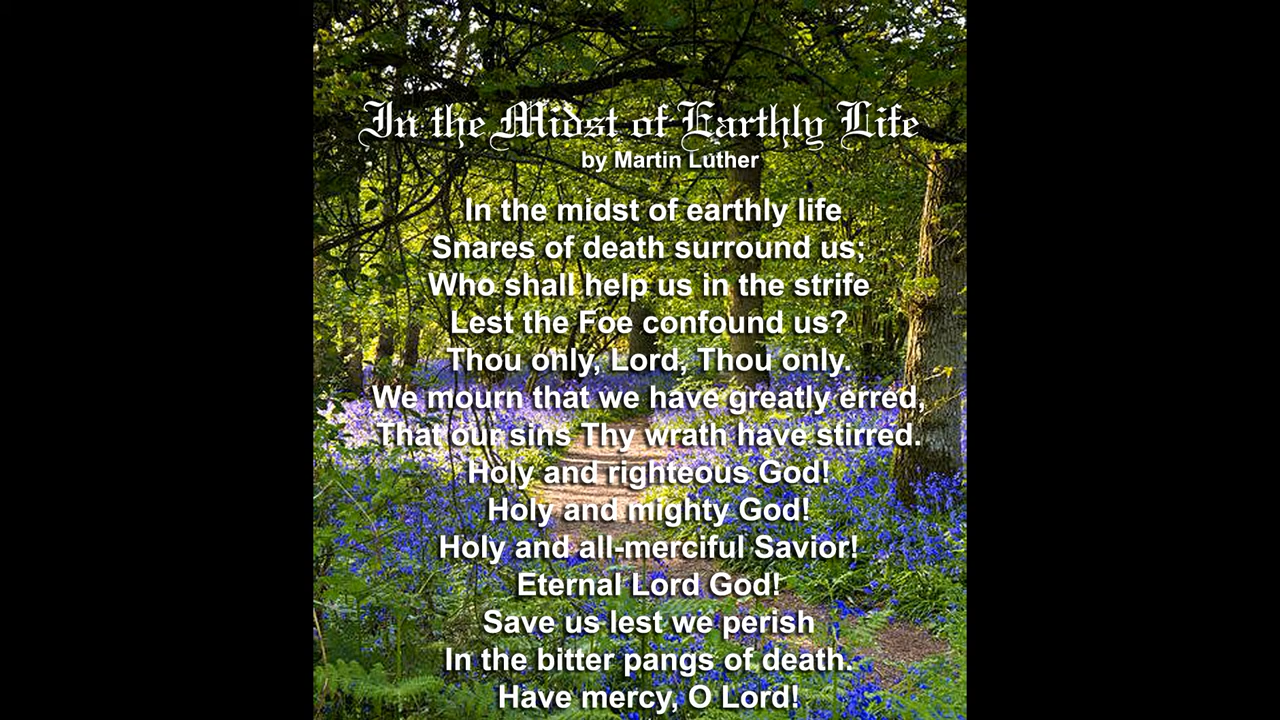 In the Midst of Earthly Life
by Martin Luther
In the midst of earthly life
Snares of death surround us;
Who shall help us in the strife
Lest the Foe confound us?
Thou only, Lord, Thou only.
We mourn that we have greatly erred,
That our sins Thy wrath have stirred.
Holy and righteous God!
Holy and mighty God!
Holy and all-merciful Savior!
Eternal Lord God!
Save us lest we perish
In the bitter pangs of death.
Have mercy, O Lord!